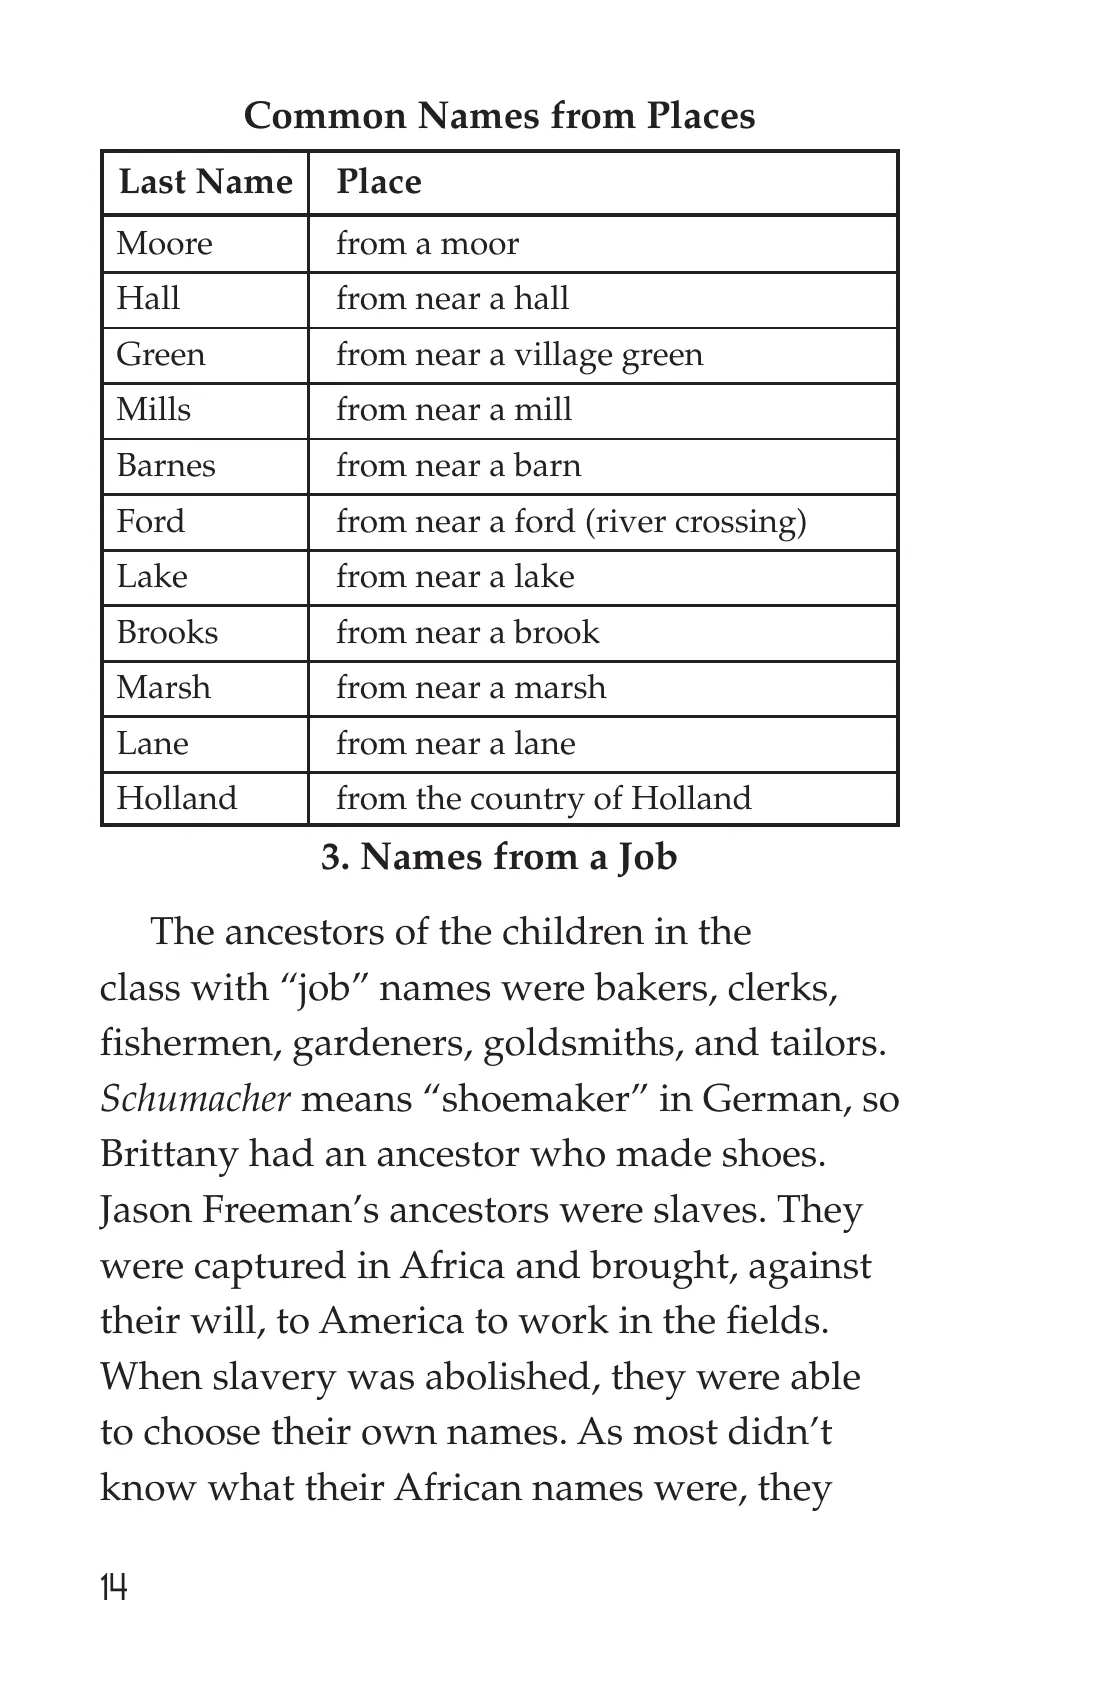 Common Names from Places
Last Name Place
Moore from a moor
Hall from near a hall
Green from near a village green
Mills from near a mill
Barnes from near a barn
Ford from near a ford (river crossing)
Lake from near a lake
Brooks from near a brook
Marsh from near a marsh
Lane from near a lane
Holland from the country of Holland
3. Names from a Job
The ancestors of the children in the
class with “job” names were bakers, clerks,
fishermen, gardeners, goldsmiths, and tailors.
Schumacher means “shoemaker” in German, so
Brittany had an ancestor who made shoes.
Jason Freeman’s ancestors were slaves. They
were captured in Africa and brought, against
their will, to America to work in the fields.
When slavery was abolished, they were able
to choose their own names. As most didn’t
know what their African names were, they
14